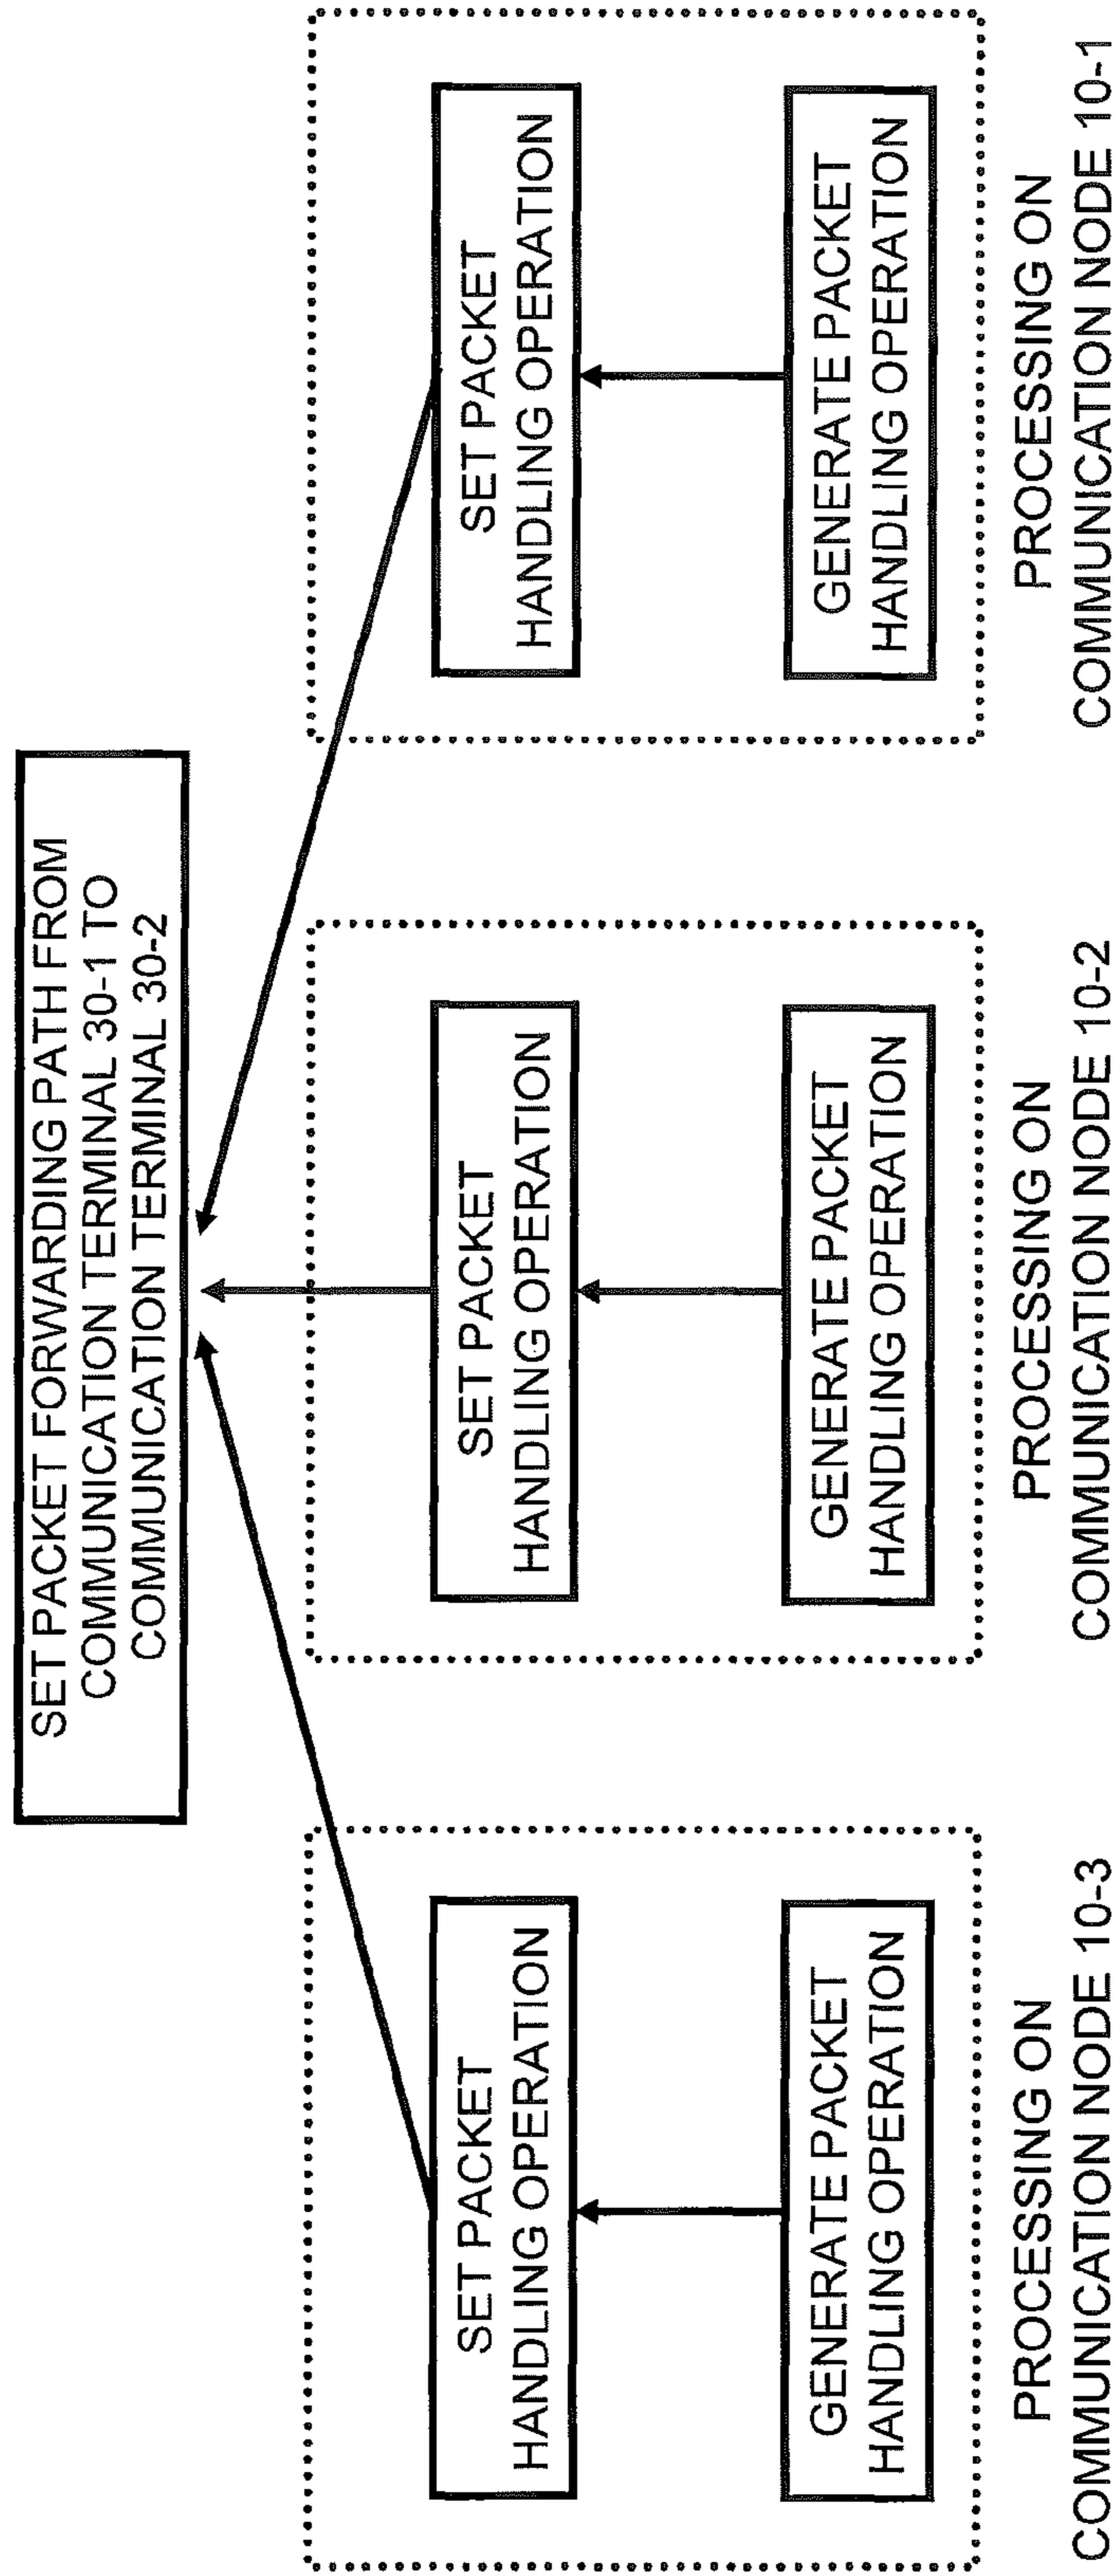 SET PACKET FORWARDING PATH FROM
COMMUNICATION TERMINAL 30-1 TO
COMMUNICATION TERMINAL 30-2
SET PACKET
HANDLING OPERATION
GENERATE PACKET
HANDLING OPERATION
PROCESSING ON
COMMUNICATION NODE 10-3
SET PACKET
HANDLING OPERATION
GENERATE PACKET
HANDLING OPERATION
PROCESSING ON
COMMUNICATION NODE 10-2
SET PACKET
HANDLING OPERATION
GENERATE PACKET
HANDLING OPERATION
PROCESSING ON
COMMUNICATION NODE 10-1